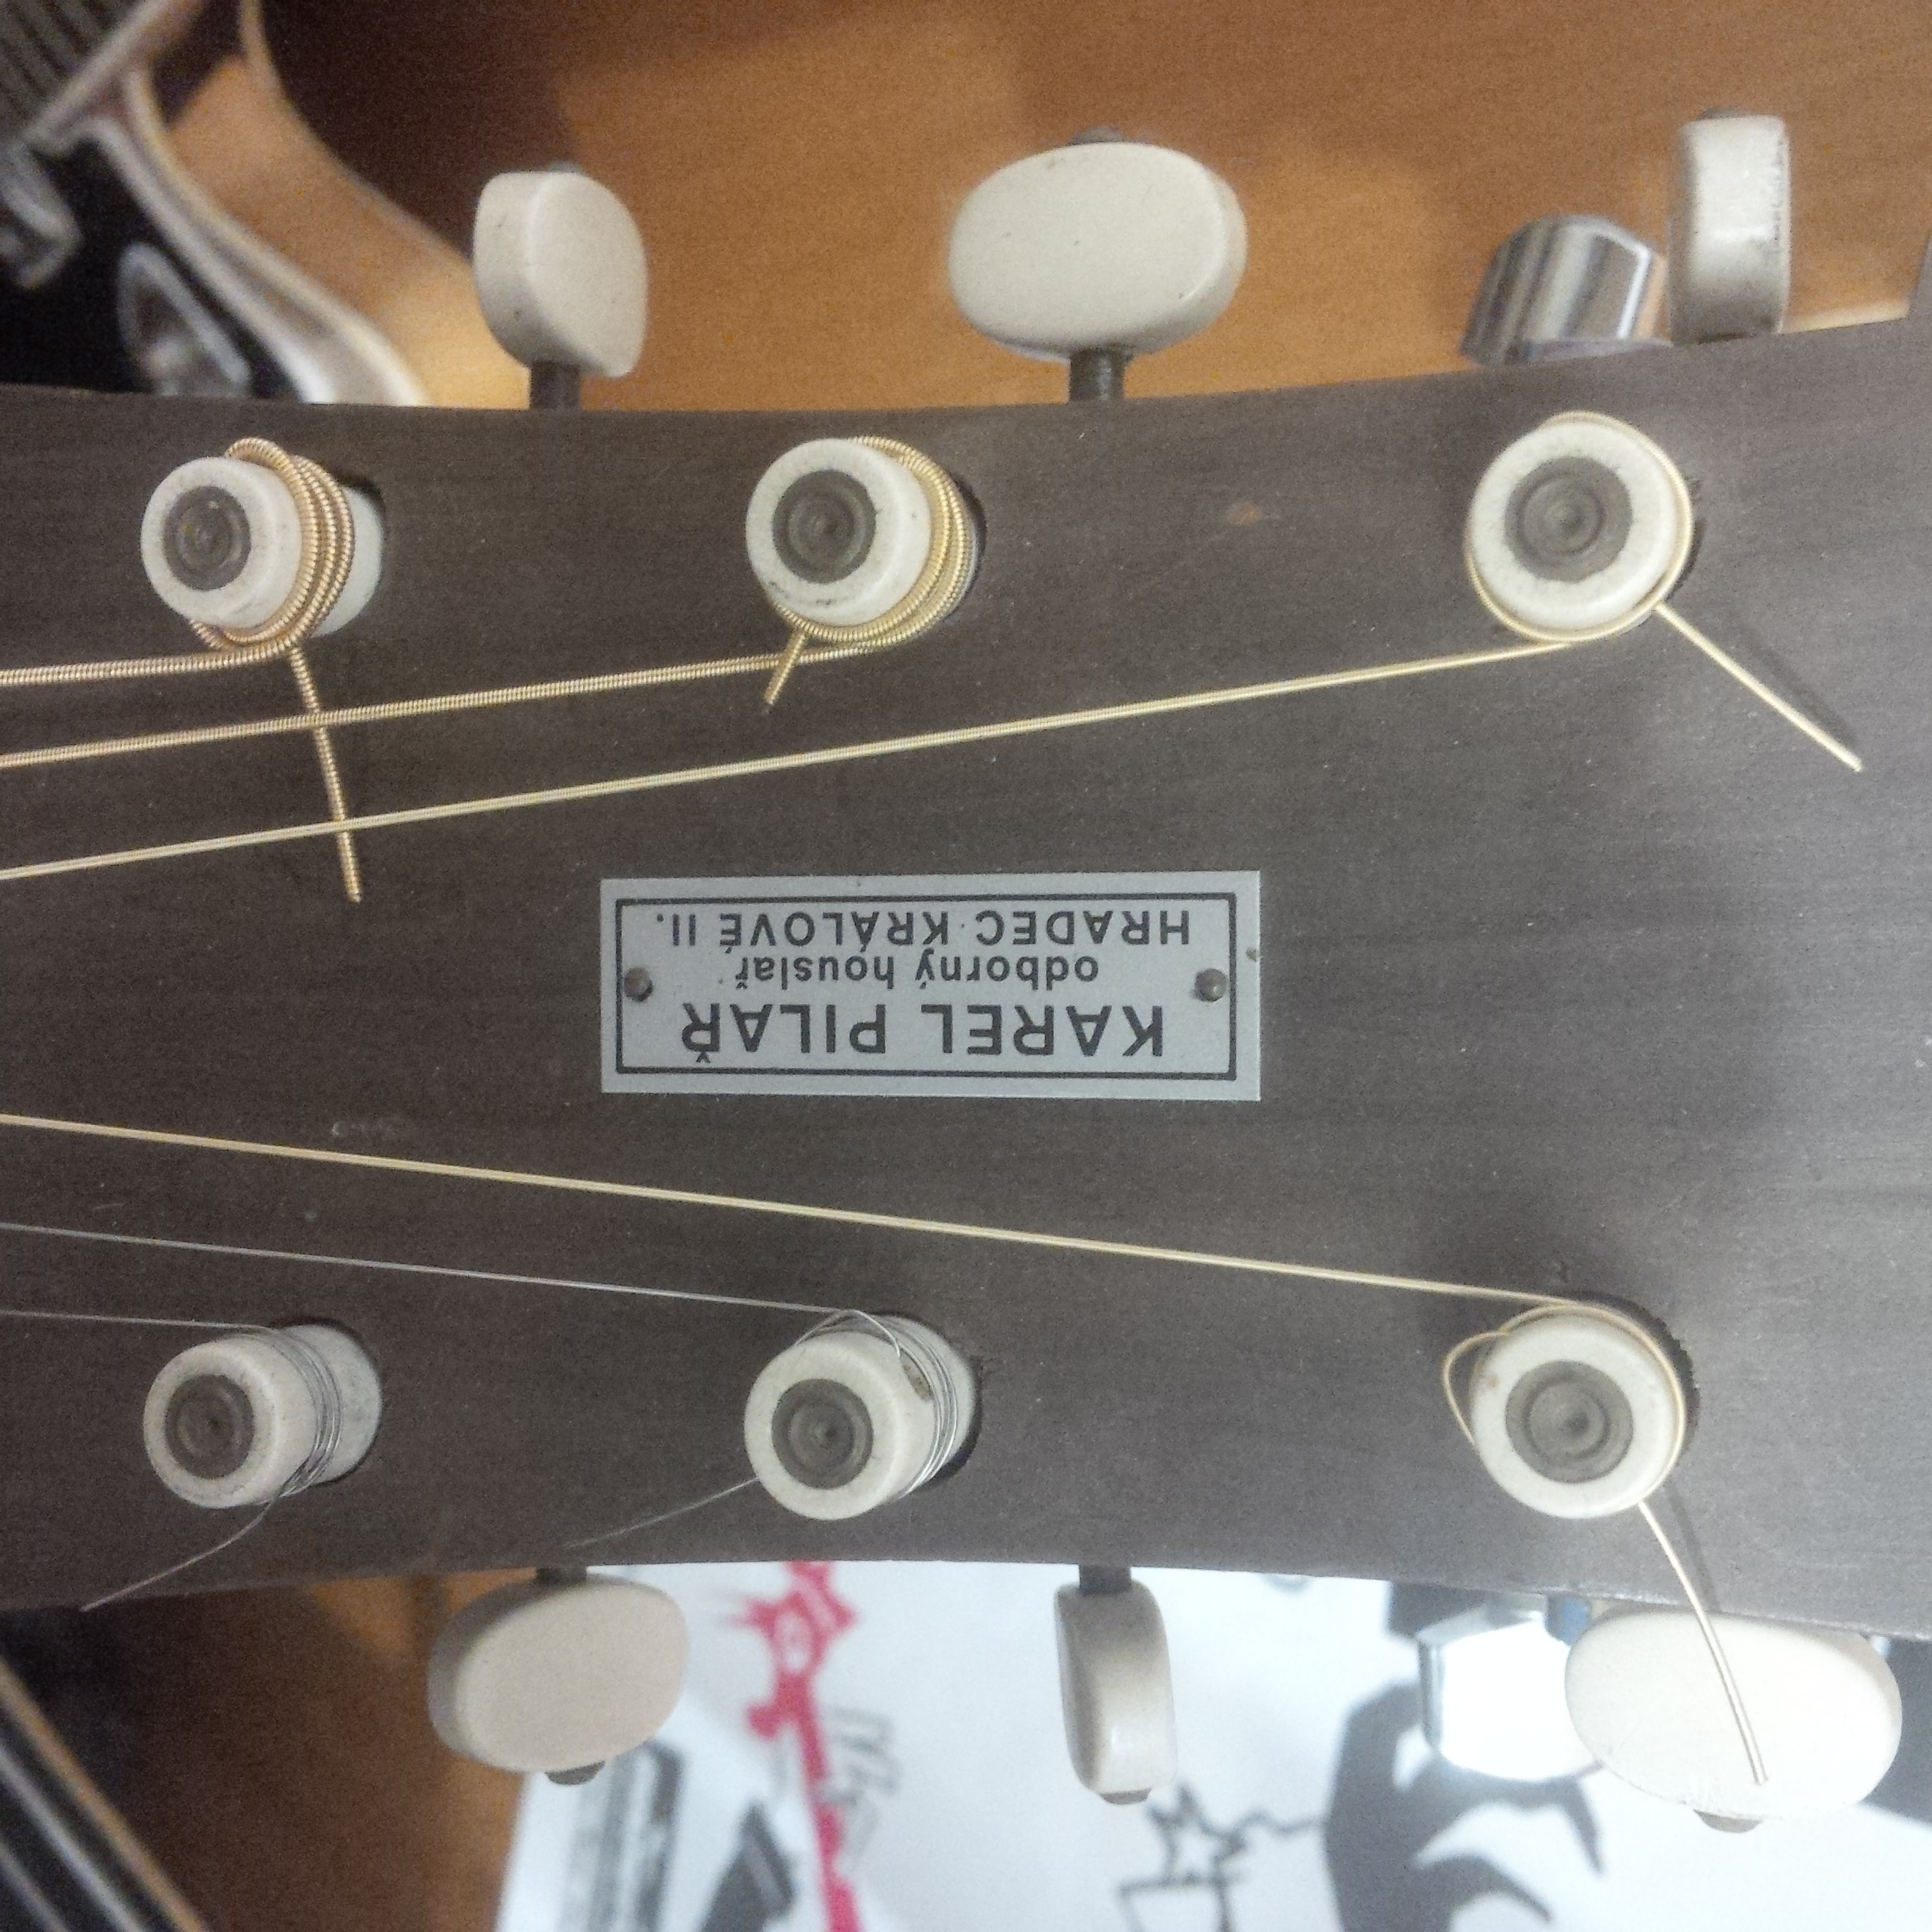 KAREL PILAŘ
odborný houslař
HRADEC KRÁLOVÉ II.